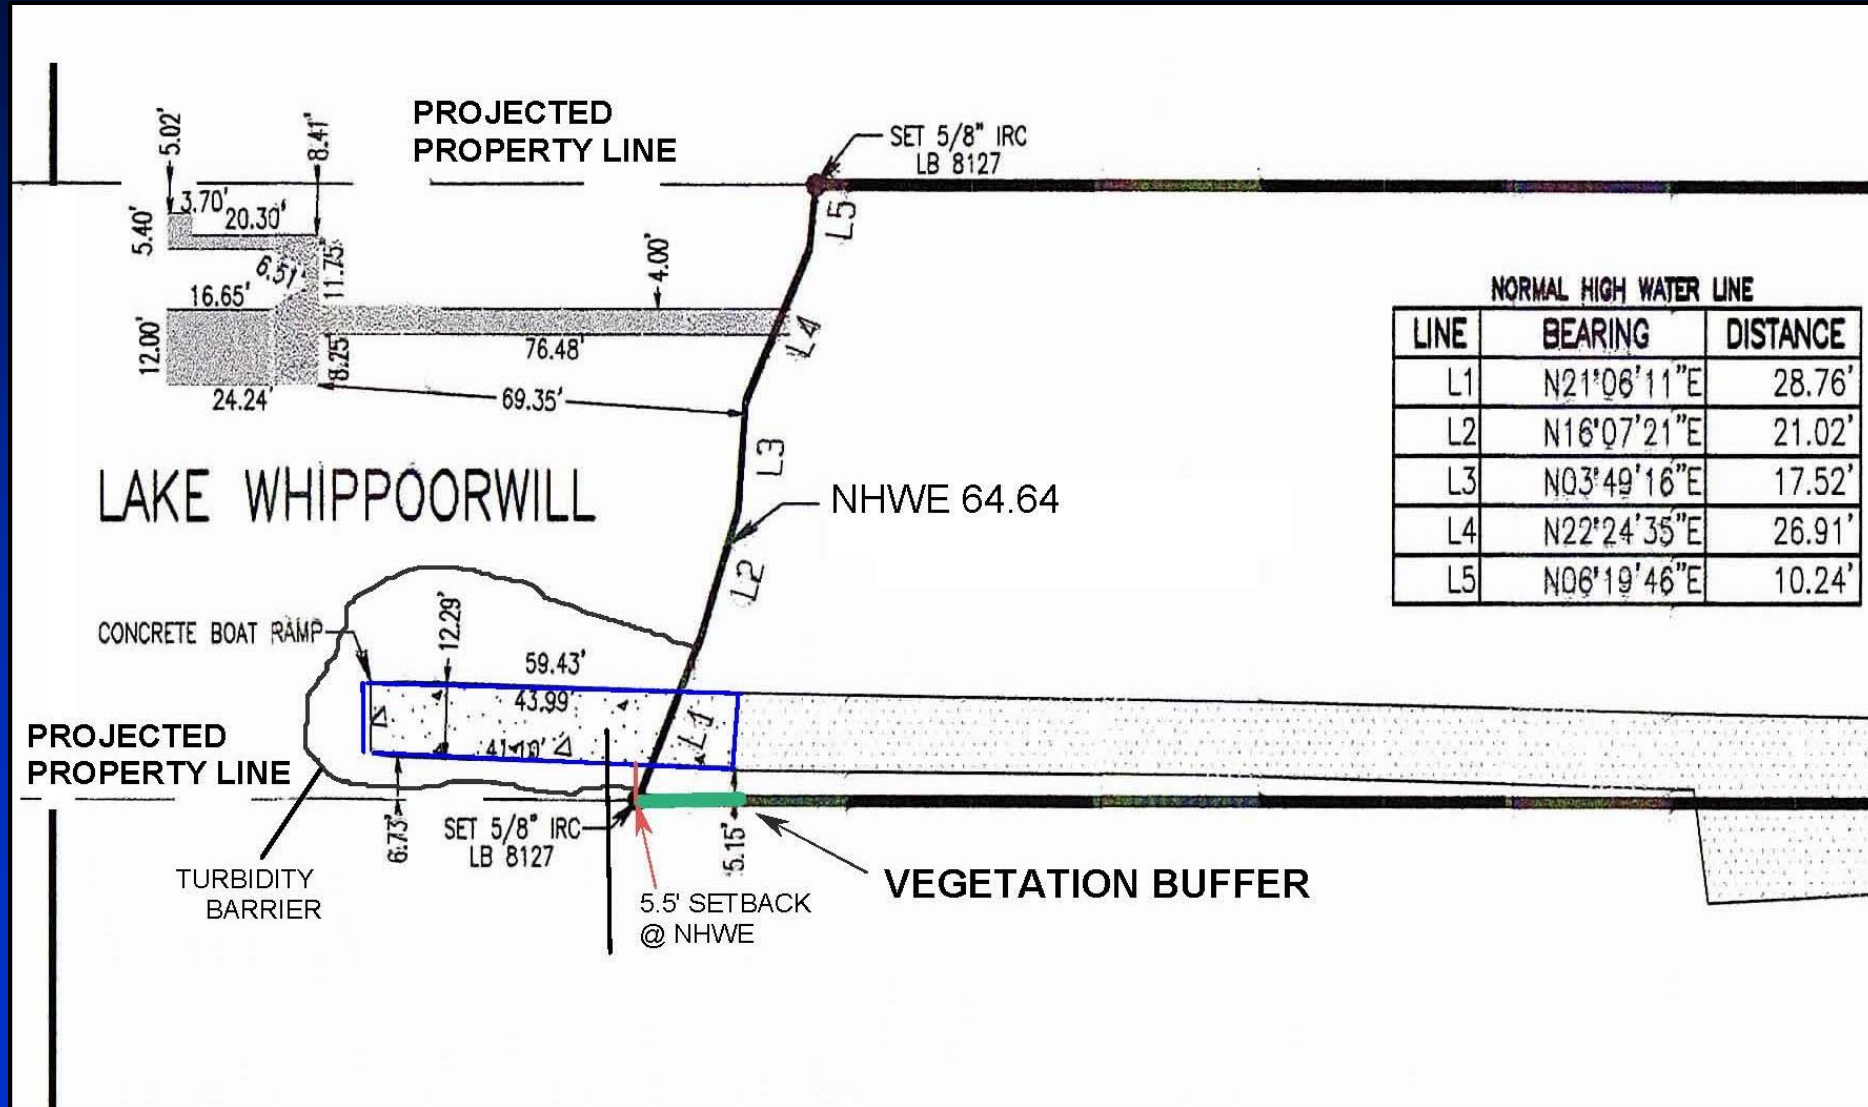 PROJECTED
PROPERTY LINE
5.02'
8.41'
SET 5/8" IRC
LB 8127
3.70'
20.30'
5.40'
6.51'
11.75'
4.00'
L5
16.65'
12.00'
8.25'
76.48'
L4
24.24'
69.35'
L3
LAKE WHIPPOORWILL
NHWE 64.64
L2
NORMAL HIGH WATER LINE
LINE BEARING DISTANCE
L1 N21°06'11"E 28.76'
L2 N16°07'21"E 21.02'
L3 N03°49'16"E 17.52'
L4 N22°24'35"E 26.91'
L5 N06°19'46"E 10.24'
CONCRETE BOAT RAMP
12.29'
59.43'
43.99'
L1
41.10'
PROJECTED
PROPERTY LINE
6.73'
SET 5/8" IRC
LB 8127
5.15'
TURBIDITY
BARRIER
5.5' SETBACK
@ NHWE
VEGETATION BUFFER